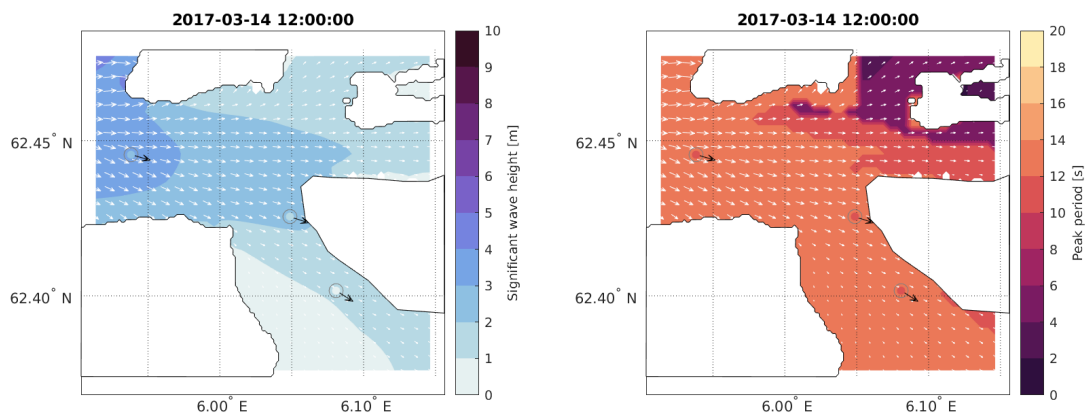 2017-03-14 12:00:00
10
9
8
7
6
5
4
3
2
1
0
Significant wave height [m]
62.45° N
62.40° N
6.00° E
6.10° E
2017-03-14 12:00:00
20
18
16
14
12
10
8
6
4
2
0
Peak period [s]
62.45° N
62.40° N
6.00° E
6.10° E